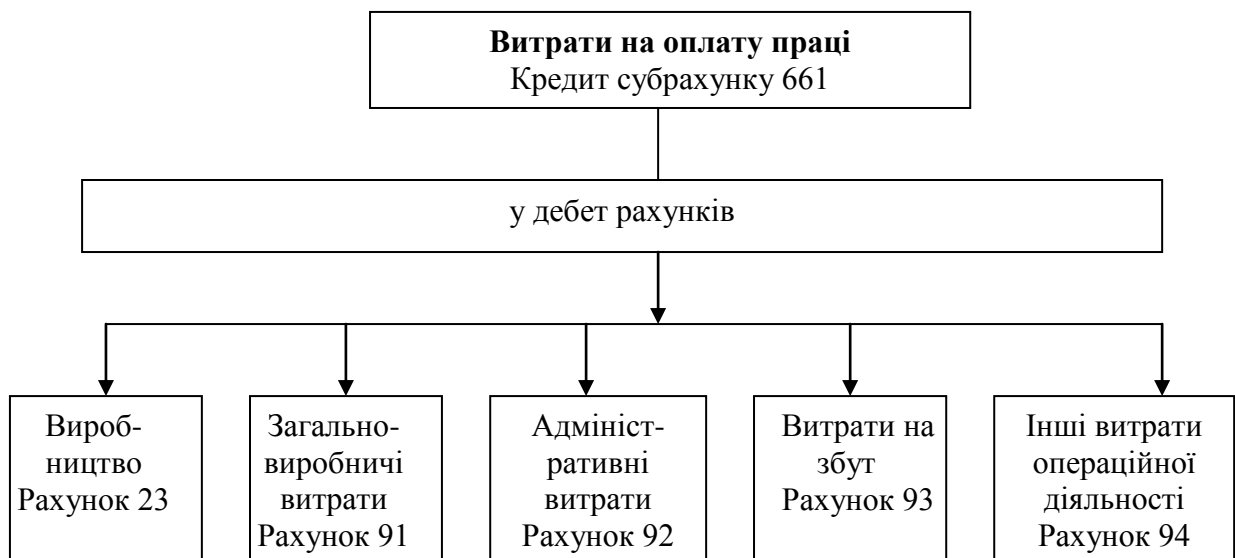 Витрати на оплату праці
Кредит субрахунку 661
у дебет рахунків
Вироб-
ництво
Рахунок 23
Загально-
виробничі
витрати
Рахунок 91
Адмініст-
ративні
витрати
Рахунок 92
Витрати на
збут
Рахунок 93
Інші витрати
операційної
діяльності
Рахунок 94